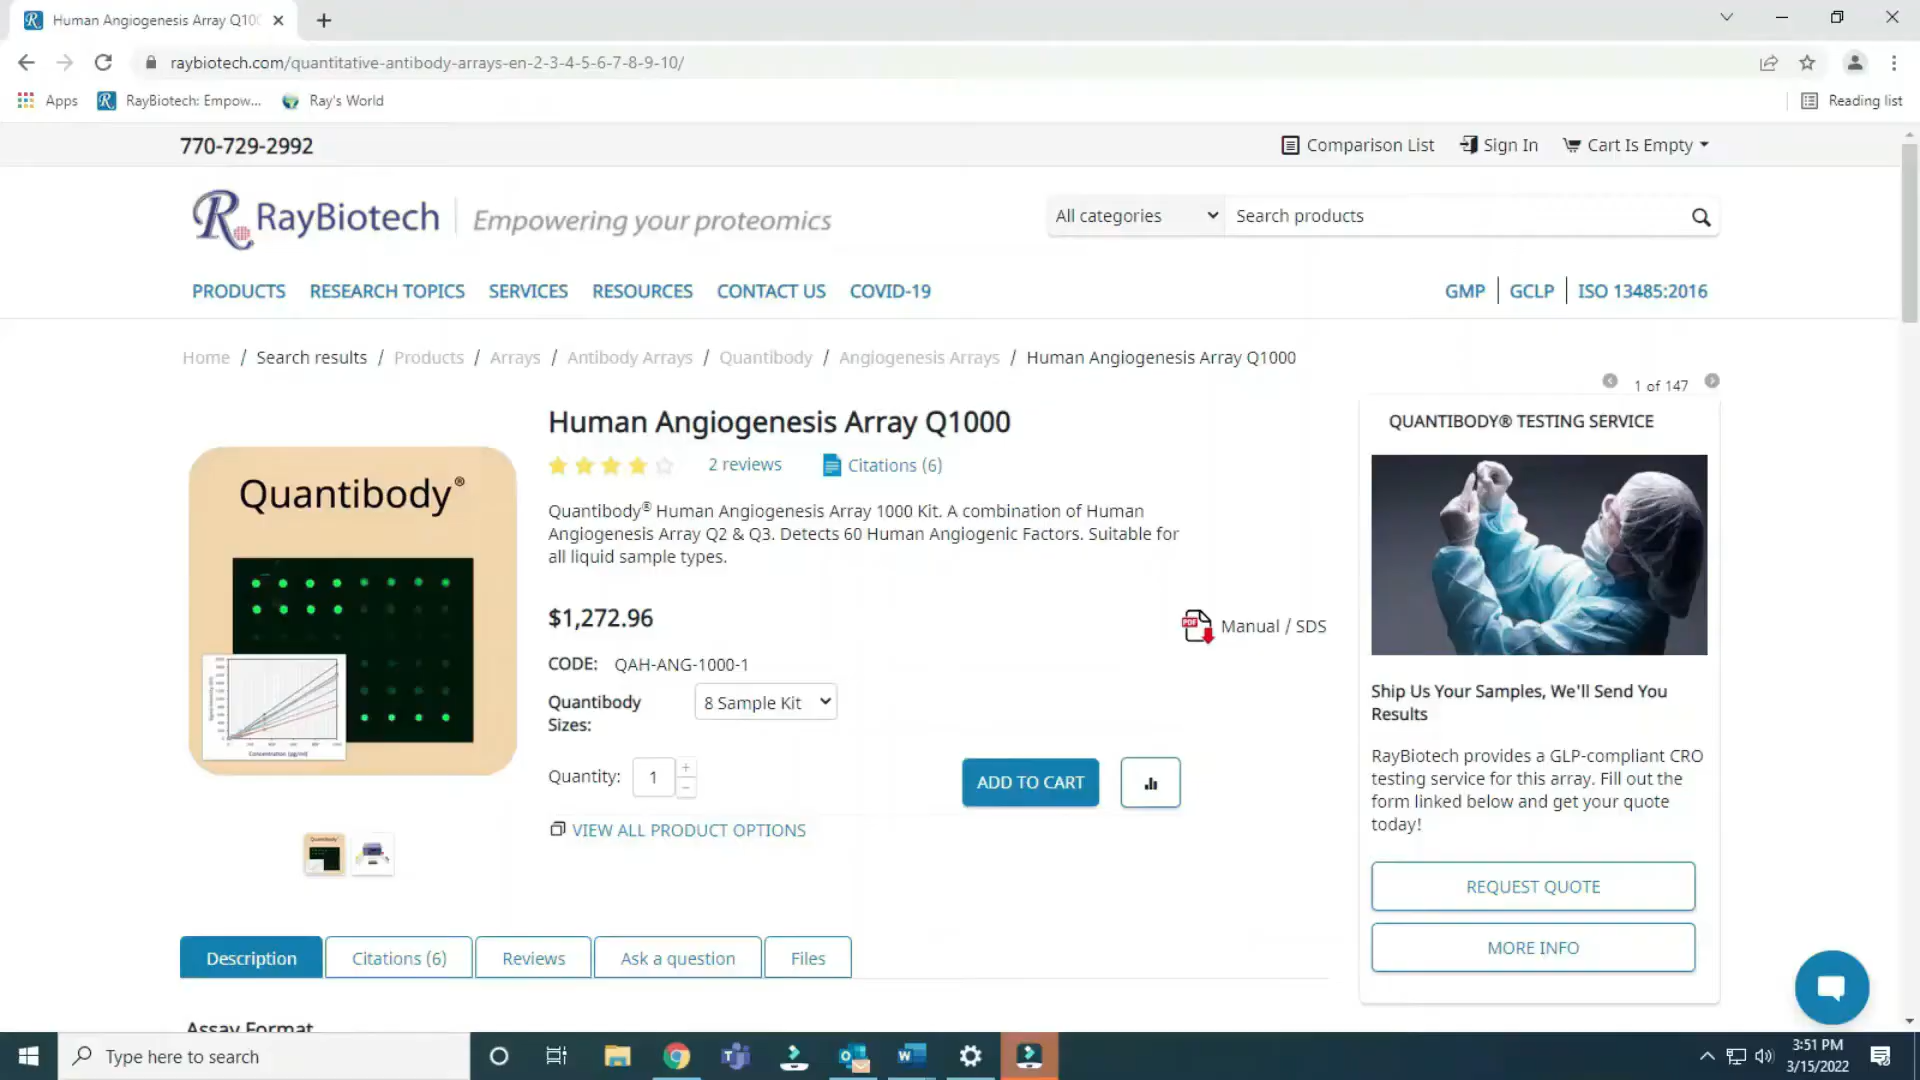 Human Angiogenesis Array Q100
raybiotech.com/quantitative-antibody-arrays-en-2-3-4-5-6-7-8-9-10/
Apps
RayBiotech: Empow...
Ray's World
Reading list
770-729-2992
Comparison List
Sign In
Cart Is Empty
RayBiotech
Empowering your proteomics
All categories
Search products
PRODUCTS RESEARCH TOPICS SERVICES RESOURCES CONTACT US COVID-19
GMP GCLP ISO 13485:2016
Home / Search results / Products / Arrays / Antibody Arrays / Quantibody / Angiogenesis Arrays / Human Angiogenesis Array Q1000
1 of 147
Quantibody®
Human Angiogenesis Array Q1000
2 reviews
Citations (6)
Quantibody® Human Angiogenesis Array 1000 Kit. A combination of Human
Angiogenesis Array Q2 & Q3. Detects 60 Human Angiogenic Factors. Suitable for
all liquid sample types.
$1,272.96
PDF
Manual / SDS
CODE: QAH-ANG-1000-1
Quantibody
Sizes:
8 Sample Kit
Quantity:
1
+
−
ADD TO CART
VIEW ALL PRODUCT OPTIONS
QUANTIBODY® TESTING SERVICE
Ship Us Your Samples, We'll Send You
Results
RayBiotech provides a GLP-compliant CRO
testing service for this array. Fill out the
form linked below and get your quote
today!
REQUEST QUOTE
MORE INFO
Description
Citations (6)
Reviews
Ask a question
Files
Assay Format
Type here to search
3:51 PM
3/15/2022